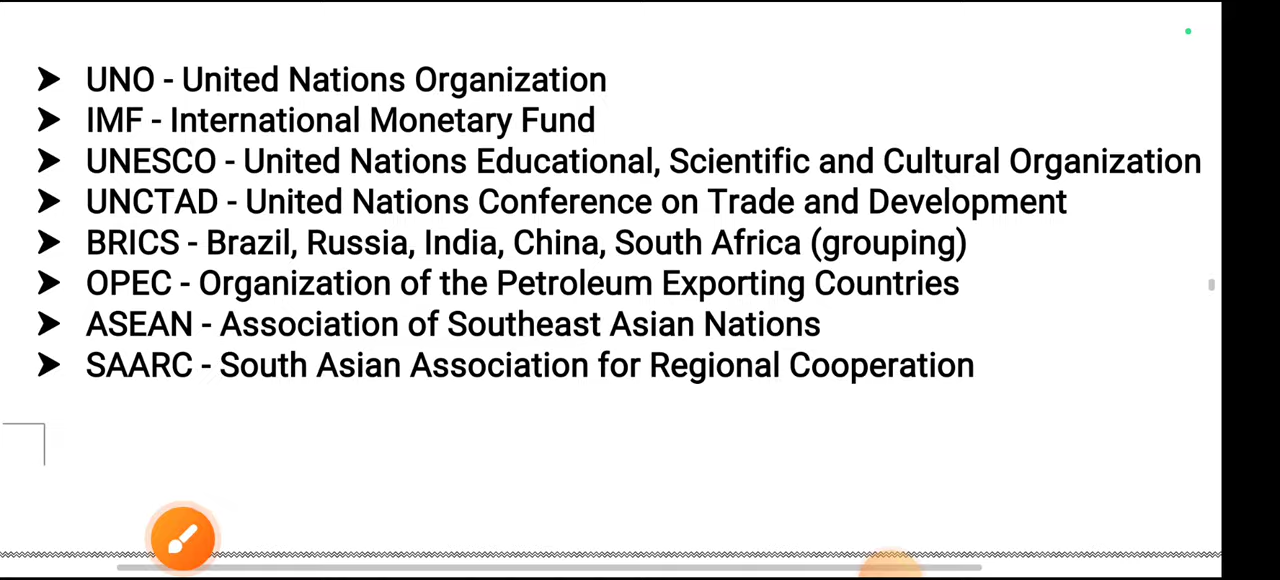 ➤ UNO - United Nations Organization
➤ IMF - International Monetary Fund
➤ UNESCO - United Nations Educational, Scientific and Cultural Organization
➤ UNCTAD - United Nations Conference on Trade and Development
➤ BRICS - Brazil, Russia, India, China, South Africa (grouping)
➤ OPEC - Organization of the Petroleum Exporting Countries
➤ ASEAN - Association of Southeast Asian Nations
➤ SAARC - South Asian Association for Regional Cooperation